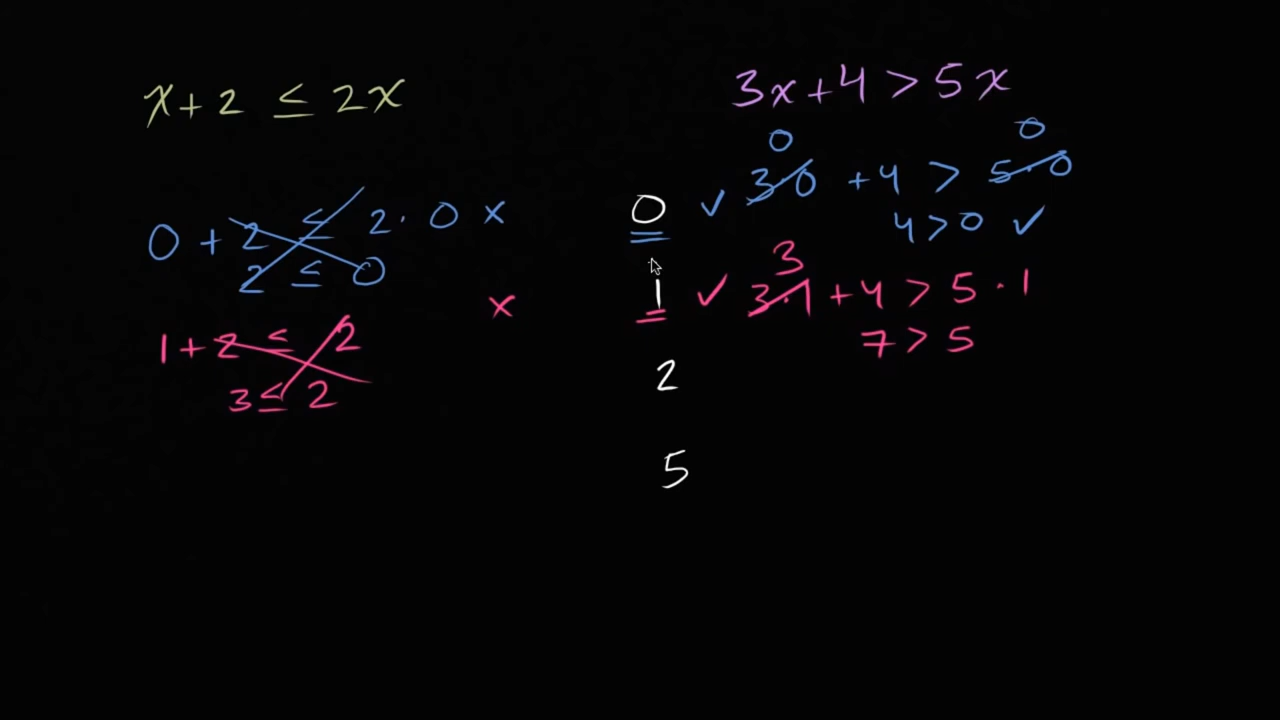 x+2 ≤ 2x
3x+4 > 5x
0 0
0 + 2 ≤ 2·0 x
0 ✓ 3·0 +4 > 5·0
2 ≤ 0
4>0 ✓
3
x
1 ✓ 3·1 +4 > 5·1
1+2 ≤ 2
7 > 5
3 ≤ 2
2
5